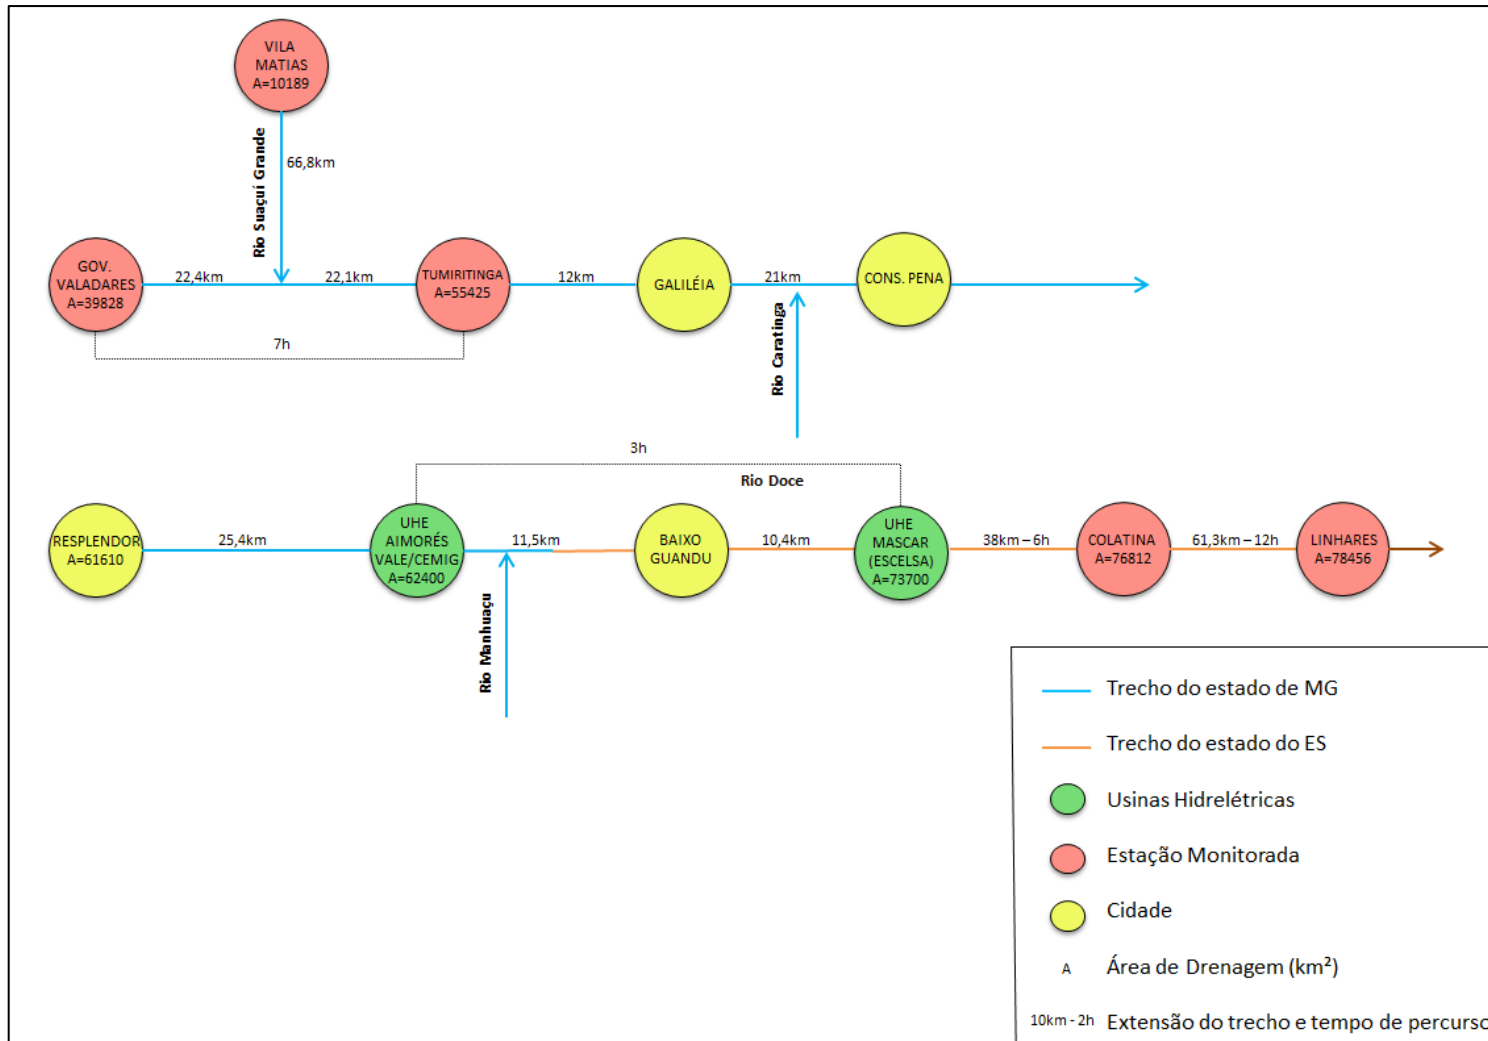 VILA
MATIAS
A=10189
Rio Suaçuí Grande
66,8km
GOV.
VALADARES
A=39828
22,4km
22,1km
TUMIRITINGA
A=55425
12km
GALILÉIA
21km
CONS. PENA
7h
Rio Caratinga
3h
Rio Doce
RESPLENDOR
A=61610
25,4km
UHE
AIMORÉS
VALE/CEMIG
A=62400
11,5km
BAIXO
GUANDU
10,4km
UHE
MASCAR
(ESCELSA)
A=73700
38km – 6h
COLATINA
A=76812
61,3km – 12h
LINHARES
A=78456
Rio Manhuaçu
Trecho do estado de MG
Trecho do estado do ES
Usinas Hidrelétricas
Estação Monitorada
Cidade
A Área de Drenagem (km²)
10km - 2h Extensão do trecho e tempo de percurso